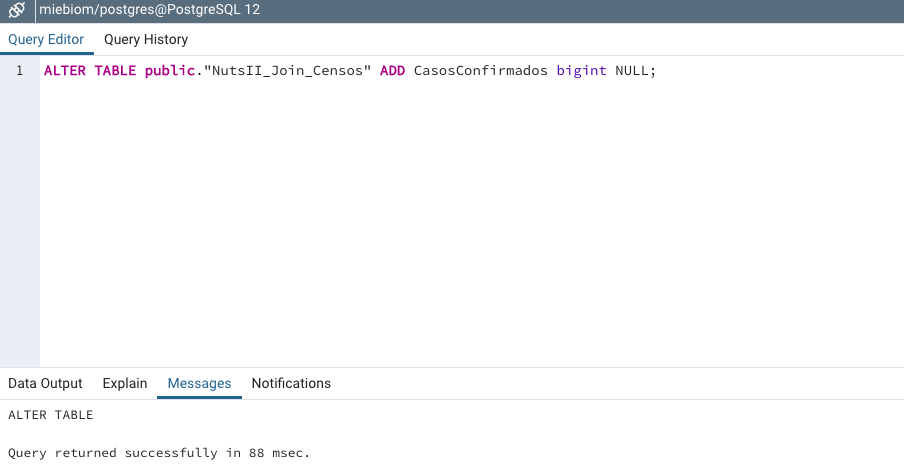 miebiom/postgres@PostgreSQL 12
Query Editor Query History
1 ALTER TABLE public."NutsII_Join_Censos" ADD CasosConfirmados bigint NULL;
Data Output Explain Messages Notifications
ALTER TABLE
Query returned successfully in 88 msec.